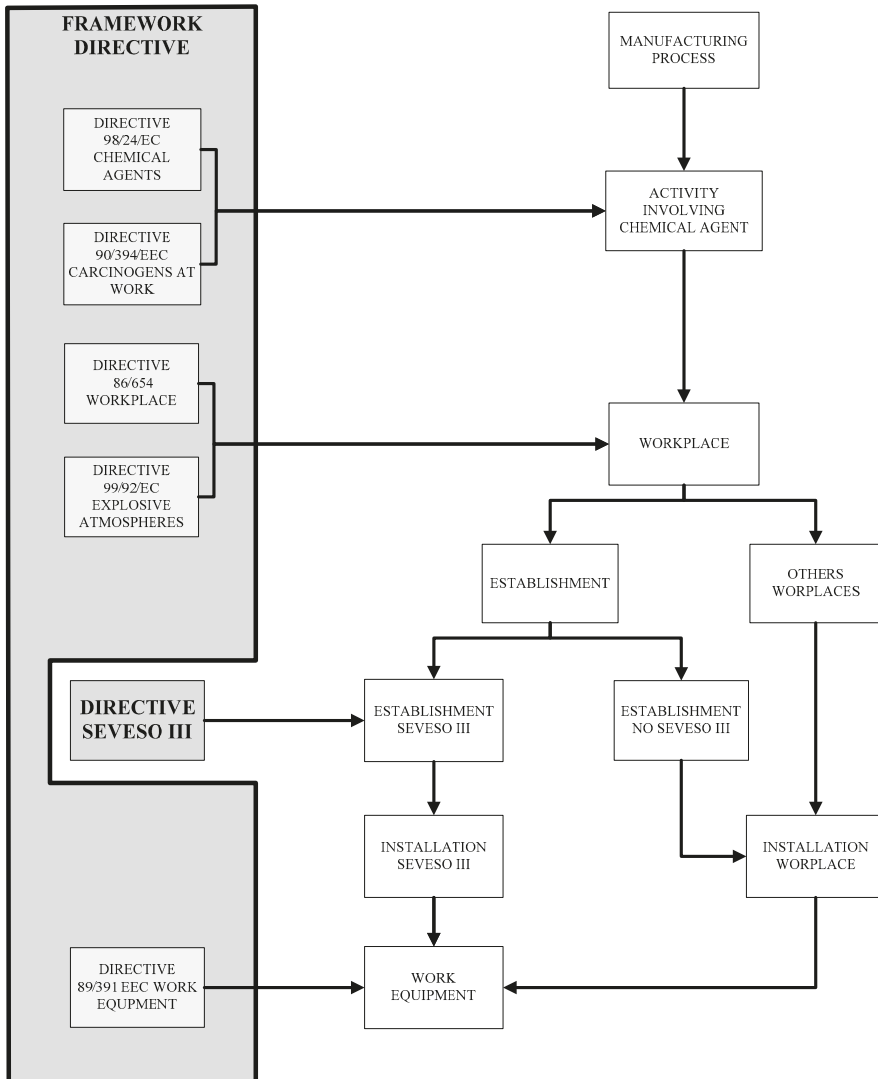 FRAMEWORK
DIRECTIVE
MANUFACTURING
PROCESS
DIRECTIVE
98/24/EC
CHEMICAL
AGENTS
ACTIVITY
INVOLVING
CHEMICAL AGENT
DIRECTIVE
90/394/EEC
CARCINOGENS AT
WORK
DIRECTIVE
86/654
WORKPLACE
WORKPLACE
DIRECTIVE
99/92/EC
EXPLOSIVE
ATMOSPHERES
ESTABLISHMENT
OTHERS
WORPLACES
DIRECTIVE
SEVESO III
ESTABLISHMENT
SEVESO III
ESTABLISHMENT
NO SEVESO III
INSTALLATION
SEVESO III
INSTALLATION
WORPLACE
DIRECTIVE
89/391 EEC WORK
EQUPMENT
WORK
EQUIPMENT